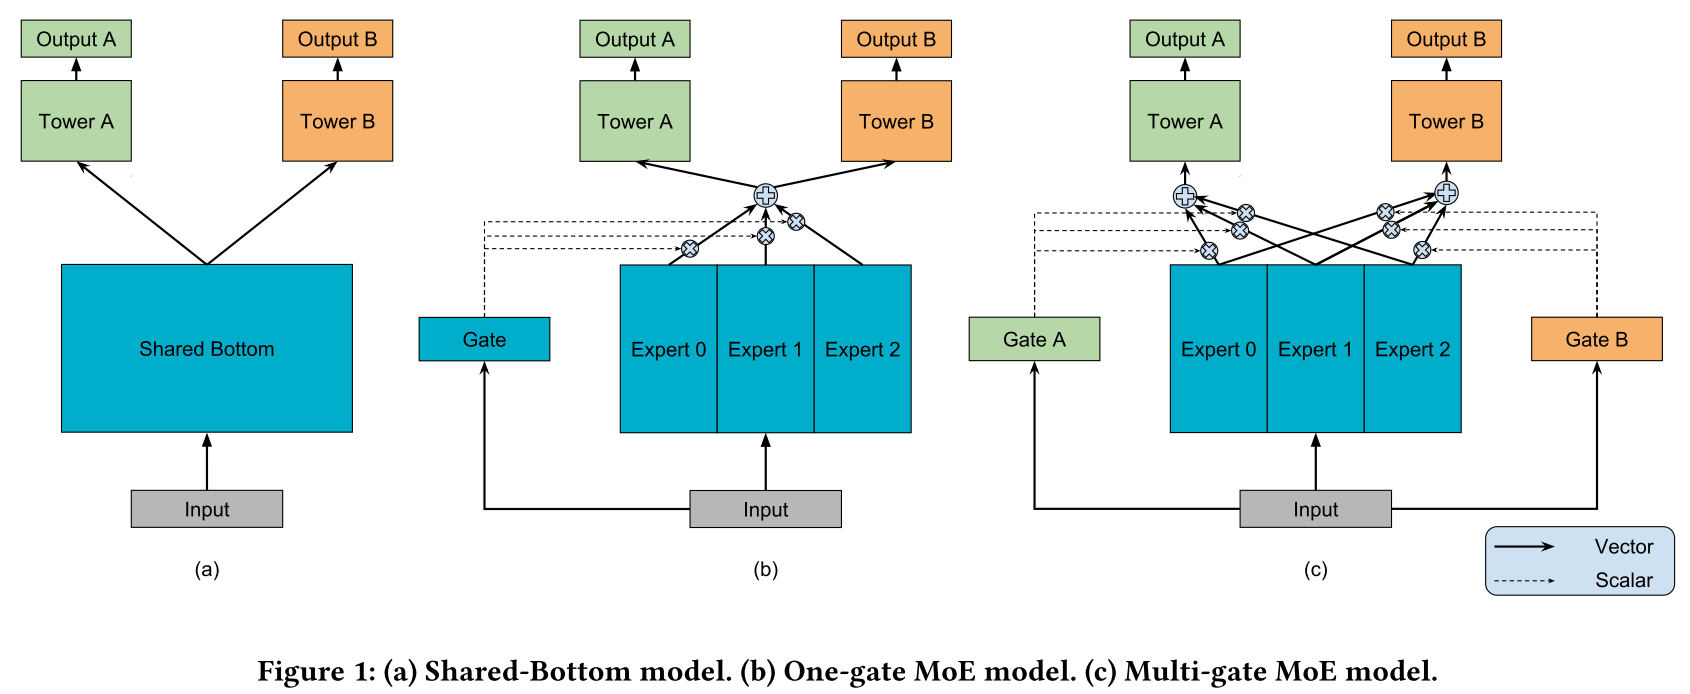 Output A
Output B
Tower A
Tower B
Shared Bottom
Input
(a)
Output A
Output B
Tower A
Tower B
Gate
Expert 0
Expert 1
Expert 2
Input
(b)
Output A
Output B
Tower A
Tower B
Gate A
Expert 0
Expert 1
Expert 2
Gate B
Input
(c)
Vector
Scalar
Figure 1: (a) Shared-Bottom model. (b) One-gate MoE model. (c) Multi-gate MoE model.